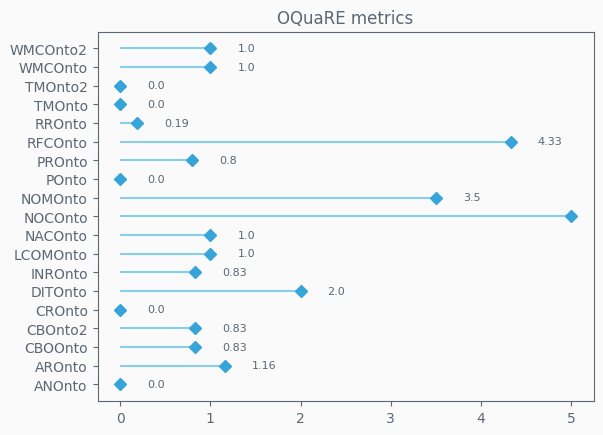 OQuaRE metrics
WMCOnto2 1.0
WMCOnto 1.0
TMOnto2 0.0
TMOnto 0.0
RROnto 0.19
RFCOnto 4.33
PROnto 0.8
POnto 0.0
NOMOnto 3.5
NOCOnto
NACOnto 1.0
LCOMOnto 1.0
INROnto 0.83
DITOnto 2.0
CROnto 0.0
CBOnto2 0.83
CBOOnto 0.83
AROnto 1.16
ANOnto 0.0
0 1 2 3 4 5